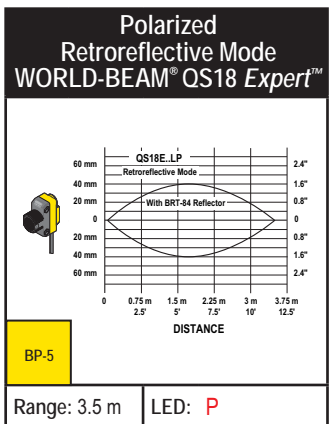 Polarized
Retroreflective Mode
WORLD-BEAM® QS18 Expert™
QS18E..LP
Retroreflective Mode
With BRT-84 Reflector
60 mm 2.4"
40 mm 1.6"
20 mm 0.8"
0 0
20 mm 0.8"
40 mm 1.6"
60 mm 2.4"
0 0.75 m 1.5 m 2.25 m 3 m 3.75 m
2.5' 5' 7.5' 10' 12.5'
DISTANCE
BP-5
Range: 3.5 m LED: P